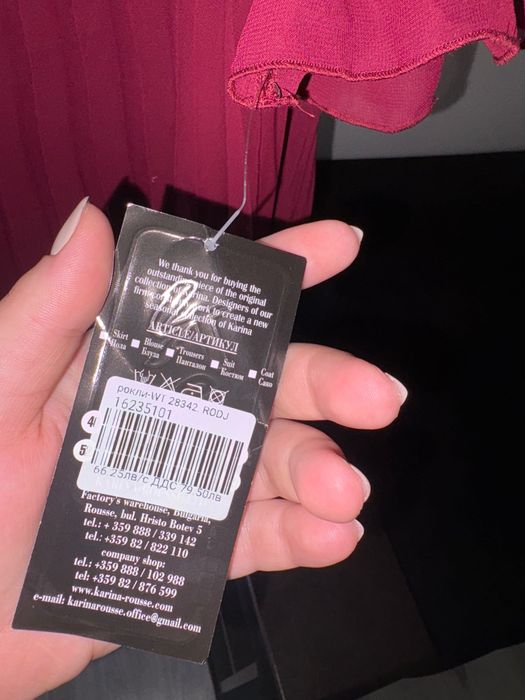 We thank you for buying the
outstanding piece of the original
collection of Karina. Designers of our
firm work to create a new
seasonal collection of Karina
ARTICLE/АРТИКУЛ
Skirt Blouse Trousers Suit Coat
Пола Блуза Панталон Костюм Сако
рокли-WT 28342. RODJ
16235101
66.25лв/с ДДС 79.50лв
Factory's warehouse, Bulgaria,
Rousse, bul. Hristo Botev 5
tel.: + 359 888 / 339 142
tel.: +359 82 / 822 110
company shop:
tel.: +359 888 / 102 988
tel: +359 82 / 876 599
www.karina-rousse.com
e-mail: karinarousse.office@gmail.com